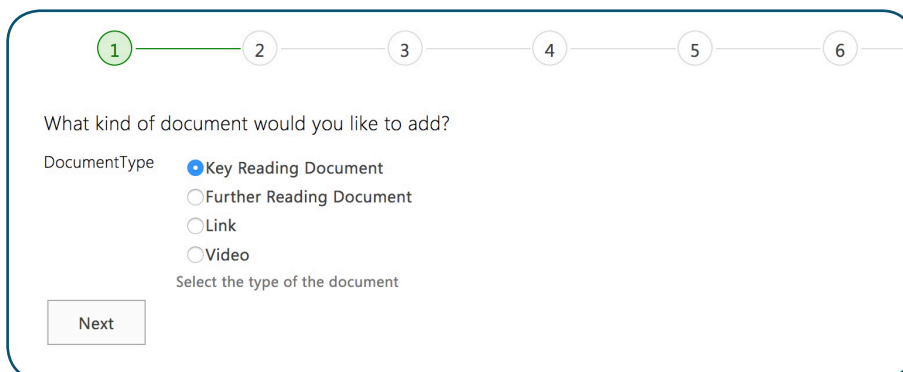 1 2 3 4 5 6
What kind of document would you like to add?
DocumentType
Key Reading Document
Further Reading Document
Link
Video
Select the type of the document
Next